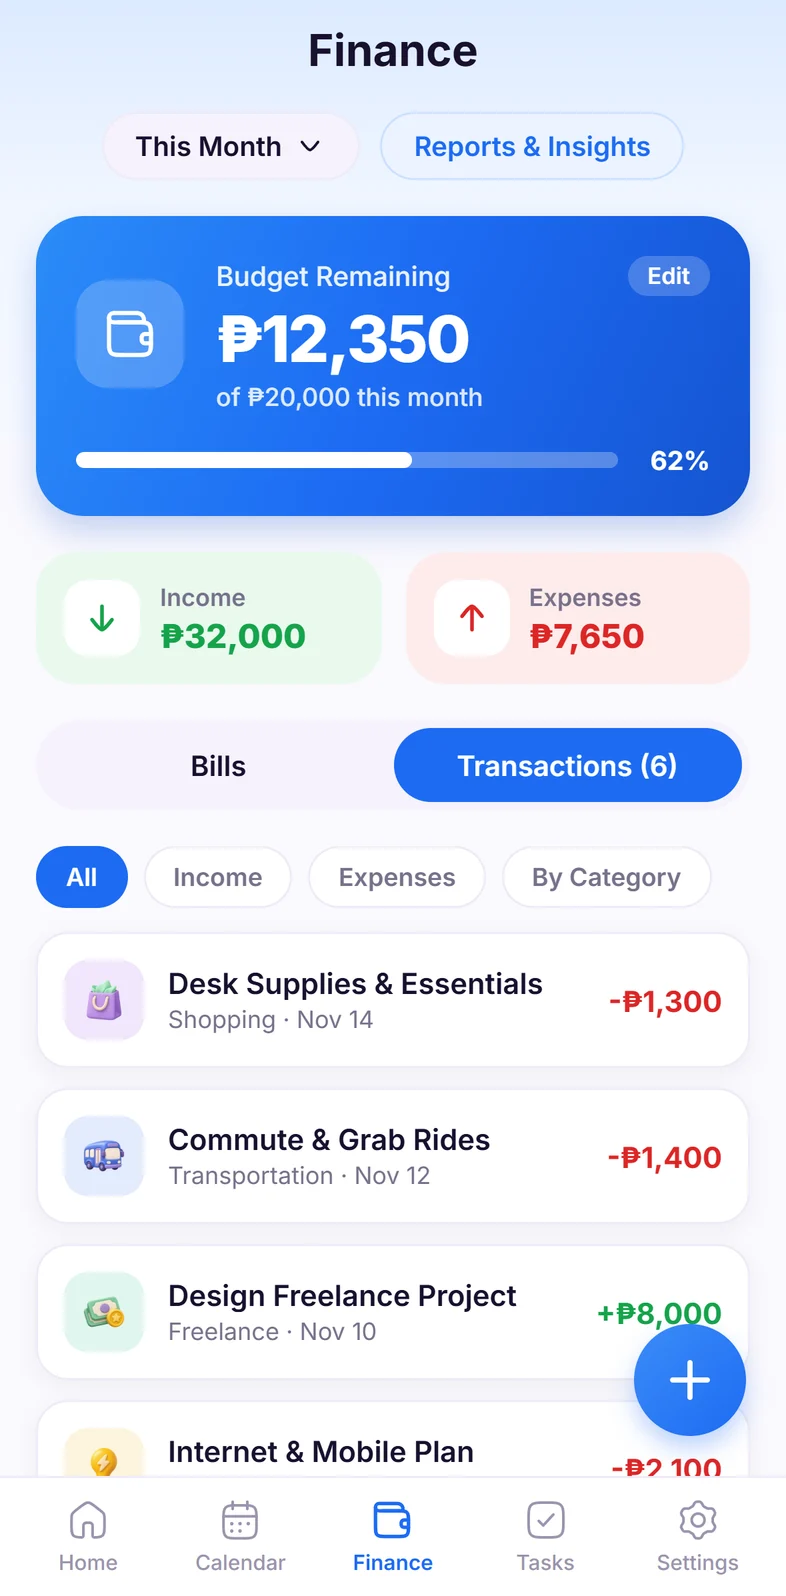 Finance
This Month
Reports & Insights
Budget Remaining
Edit
₱12,350
of ₱20,000 this month
62%
Income
₱32,000
Expenses
₱7,650
Bills
Transactions (6)
All
Income
Expenses
By Category
Desk Supplies & Essentials
Shopping · Nov 14
-₱1,300
Commute & Grab Rides
Transportation · Nov 12
-₱1,400
Design Freelance Project
Freelance · Nov 10
+₱8,000
Internet & Mobile Plan
-₱2,100
Home
Calendar
Finance
Tasks
Settings